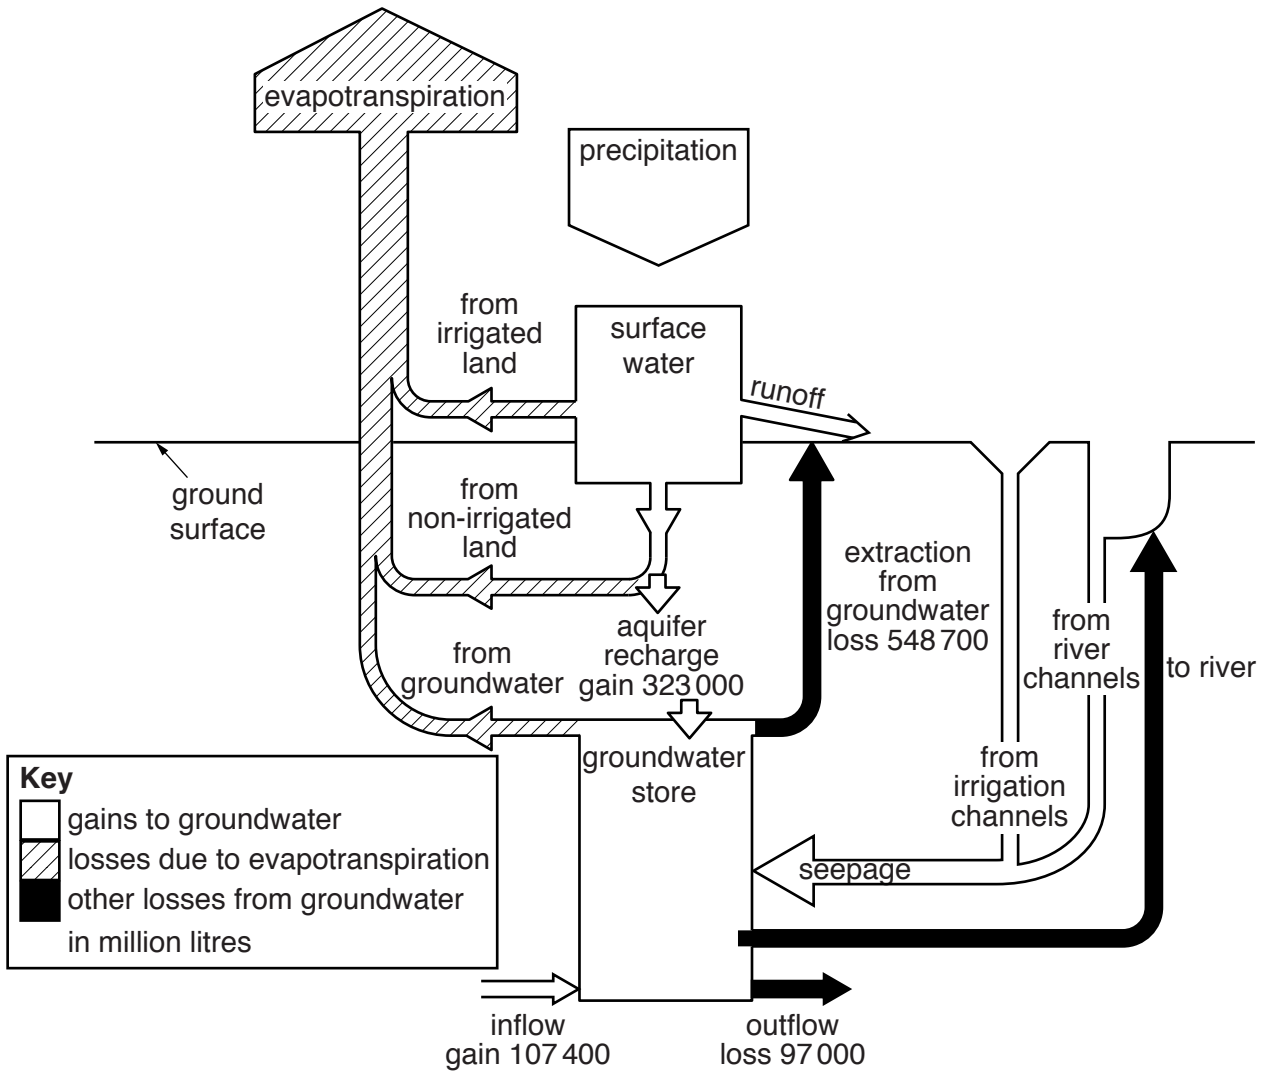 evapotranspiration
precipitation
from
irrigated
land
surface
water
runoff
ground
surface
from
non-irrigated
land
extraction
from
groundwater
loss 548 700
aquifer
recharge
gain 323 000
from
groundwater
from
river
channels
to river
groundwater
store
from
irrigation
channels
seepage
Key
gains to groundwater
losses due to evapotranspiration
other losses from groundwater
in million litres
inflow
gain 107 400
outflow
loss 97 000